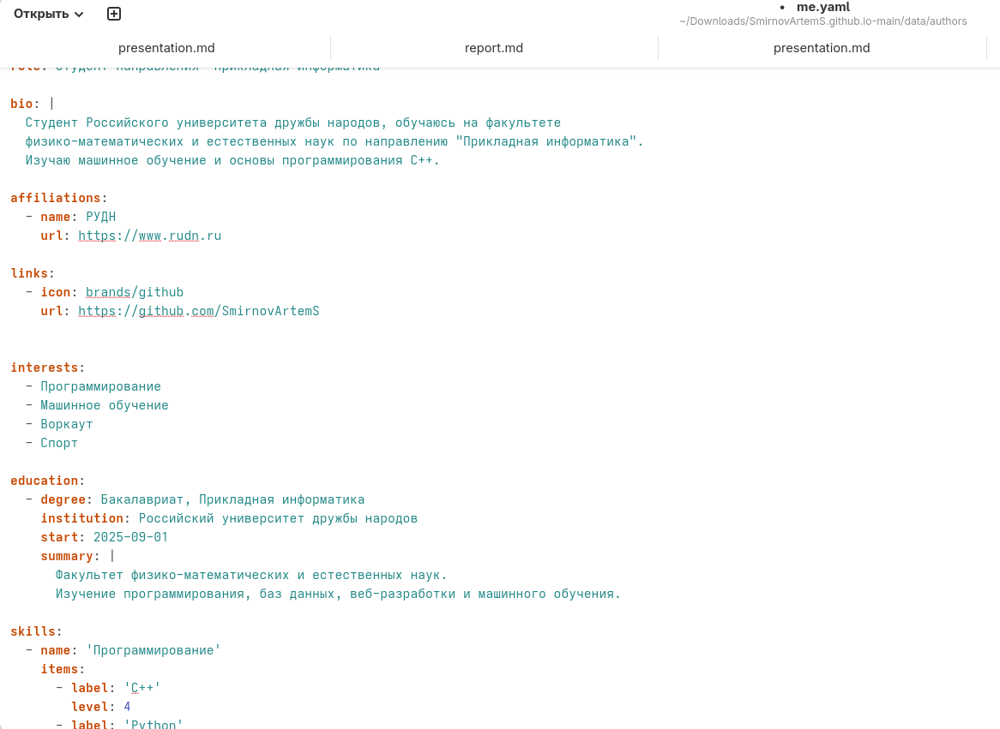 Открыть
• me.yaml
~/Downloads/SmirnovArtemS.github.io-main/data/authors
presentation.md
report.md
presentation.md
role: Студент направления "Прикладная информатика"
bio: |
Студент Российского университета дружбы народов, обучаюсь на факультете
физико-математических и естественных наук по направлению "Прикладная информатика".
Изучаю машинное обучение и основы программирования C++.
affiliations:
- name: РУДН
url: https://www.rudn.ru
links:
- icon: brands/github
url: https://github.com/SmirnovArtemS
interests:
- Программирование
- Машинное обучение
- Воркаут
- Спорт
education:
- degree: Бакалавриат, Прикладная информатика
institution: Российский университет дружбы народов
start: 2025-09-01
summary: |
Факультет физико-математических и естественных наук.
Изучение программирования, баз данных, веб-разработки и машинного обучения.
skills:
- name: 'Программирование'
items:
- label: 'C++'
level: 4
- label: 'Python'